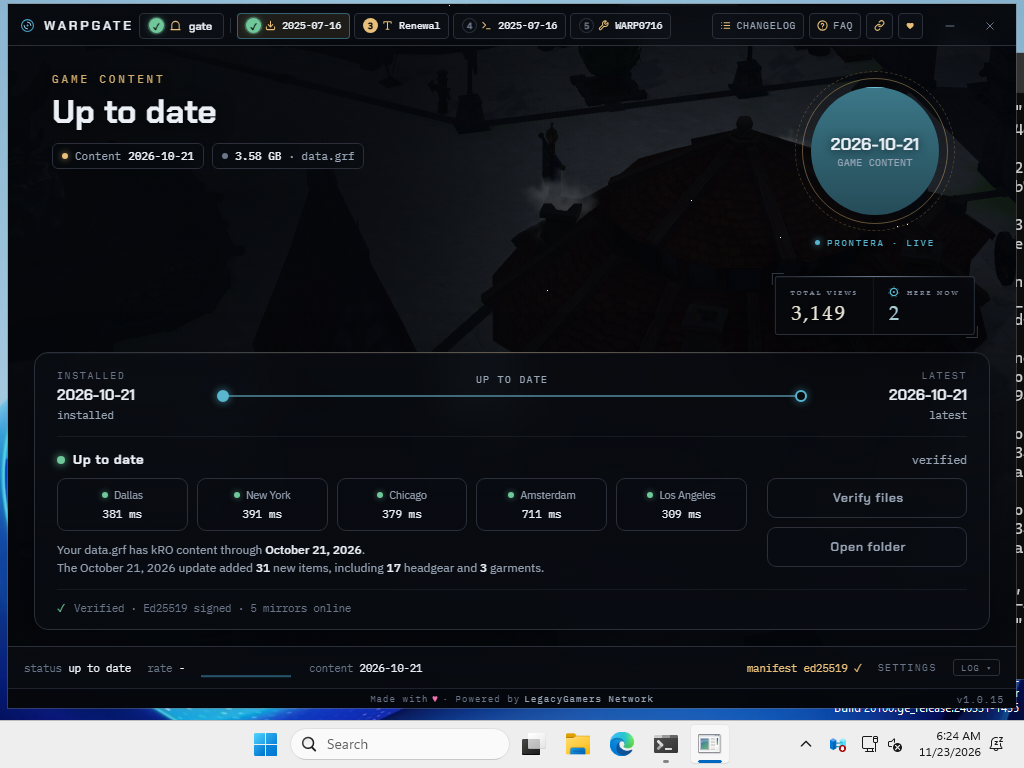 WARPGATE gate 2025-07-16 3 Renewal 4 2025-07-16 5 WARP0716 CHANGELOG FAQ
GAME CONTENT
Up to date
Content 2026-10-21 3.58 GB · data.grf
2026-10-21
GAME CONTENT
PRONTERA · LIVE
TOTAL VIEWS HERE NOW
3,149 2
INSTALLED UP TO DATE LATEST
2026-10-21 2026-10-21
installed latest
Up to date verified
Dallas New York Chicago Amsterdam Los Angeles
381 ms 391 ms 379 ms 711 ms 309 ms
Verify files
Open folder
Your data.grf has kRO content through October 21, 2026.
The October 21, 2026 update added 31 new items, including 17 headgear and 3 garments.
✓ Verified · Ed25519 signed · 5 mirrors online
status up to date rate - content 2026-10-21 manifest ed25519 ✓ SETTINGS LOG
Made with ♥ · Powered by LegacyGamers Network v1.0.15
Search
6:24 AM
11/23/2026